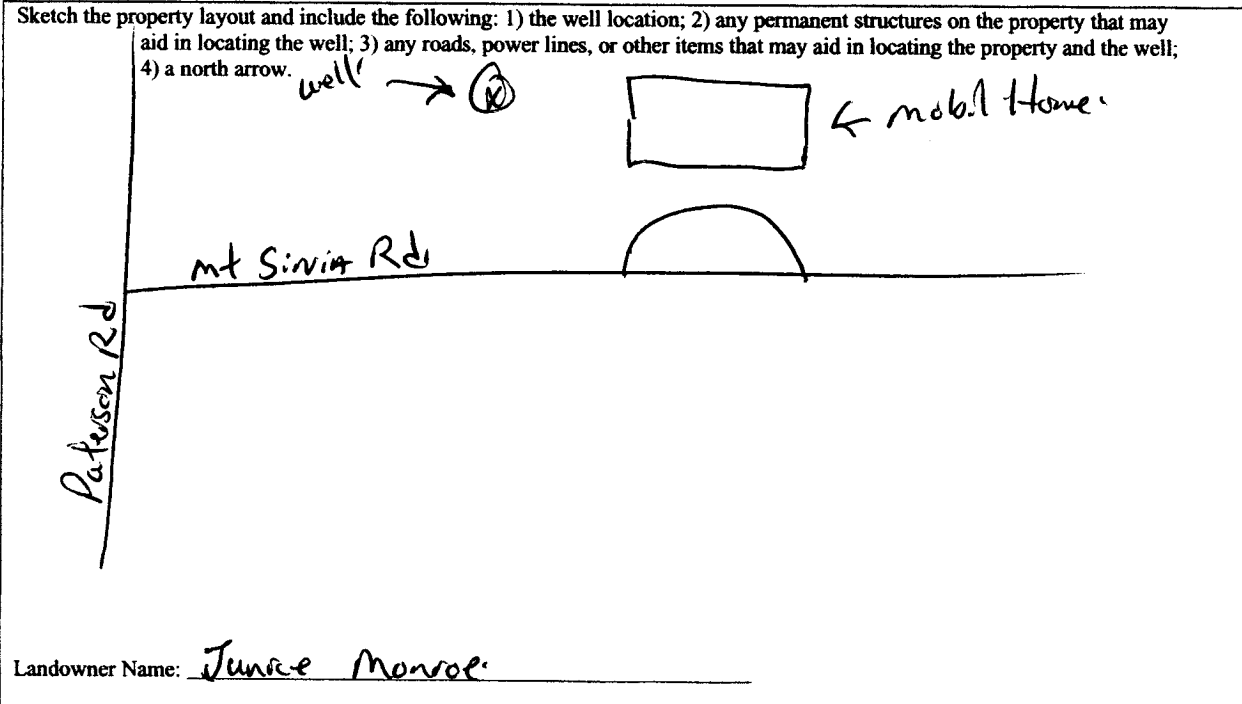 Sketch the property layout and include the following: 1) the well location; 2) any permanent structures on the property that may
aid in locating the well; 3) any roads, power lines, or other items that may aid in locating the property and the well;
4) a north arrow.
well
← mobil Home.
mt Sinia Rd.
Paterson Rd
Landowner Name: Junice Monroe